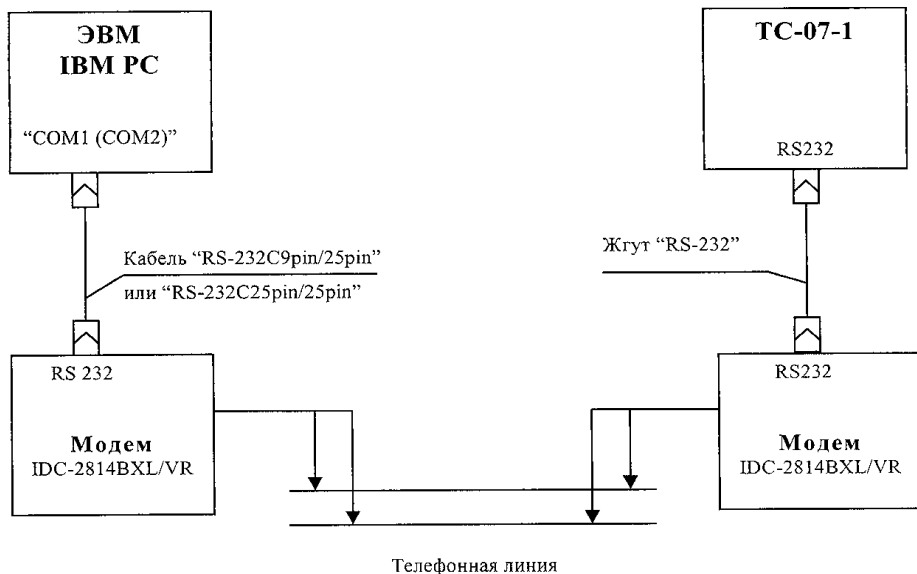 ЭВМ
IBM PC
“COM1 (COM2)”
ТС-07-1
RS232
Кабель “RS-232C9pin/25pin”
или “RS-232C25pin/25pin”
Жгут “RS-232”
RS 232
Модем
IDC-2814BXL/VR
RS232
Модем
IDC-2814BXL/VR
Телефонная линия